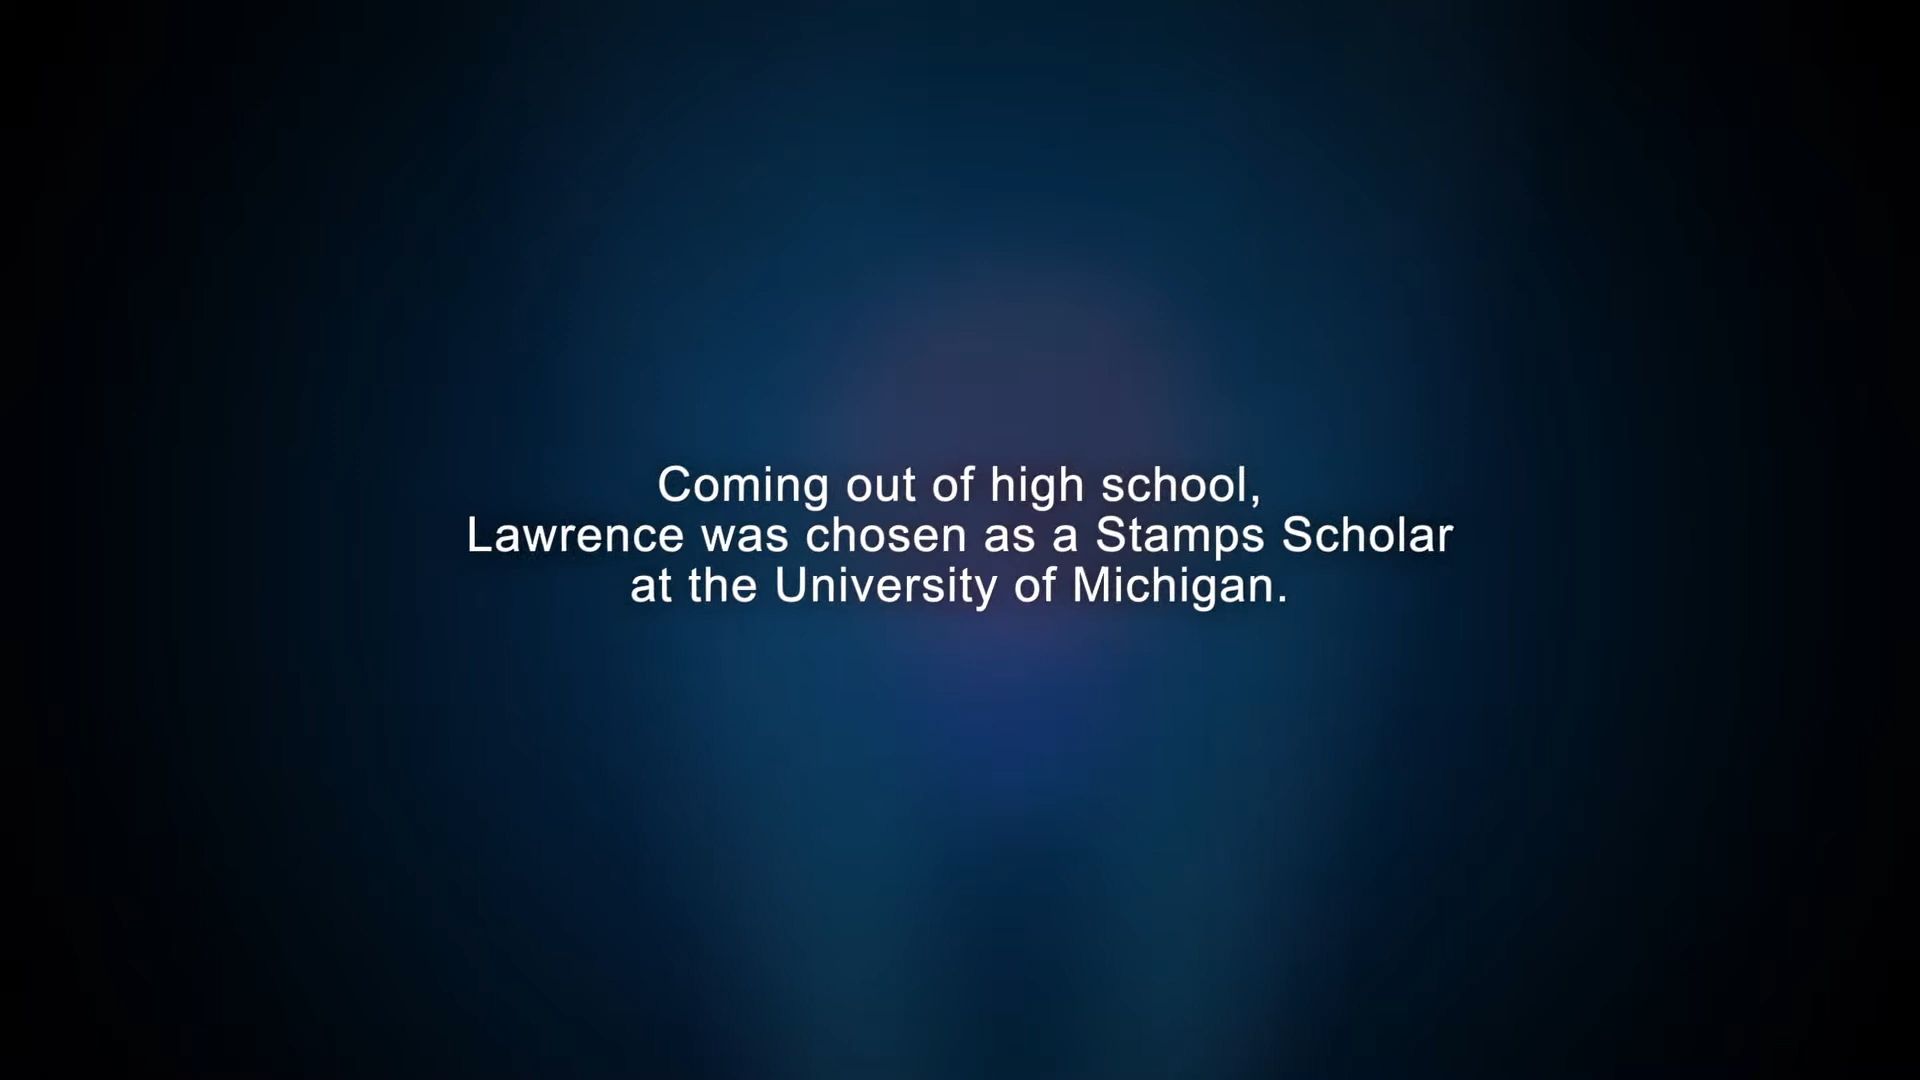 Coming out of high school,
Lawrence was chosen as a Stamps Scholar
at the University of Michigan.